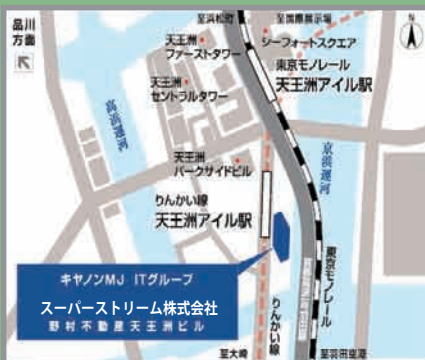 品川
方面
至浜松町
至国際展示場
N
天王洲
ファーストタワー
シーフォートスクエア
東京モノレール
天王洲アイル駅
天王洲
セントラルタワー
高浜運河
京浜運河
天王洲
パークサイドビル
りんかい線
天王洲アイル駅
キヤノンMJ ITグループ
スーパーストリーム株式会社
野村不動産天王洲ビル
東京モノレール
りんかい線
至大崎
至羽田空港